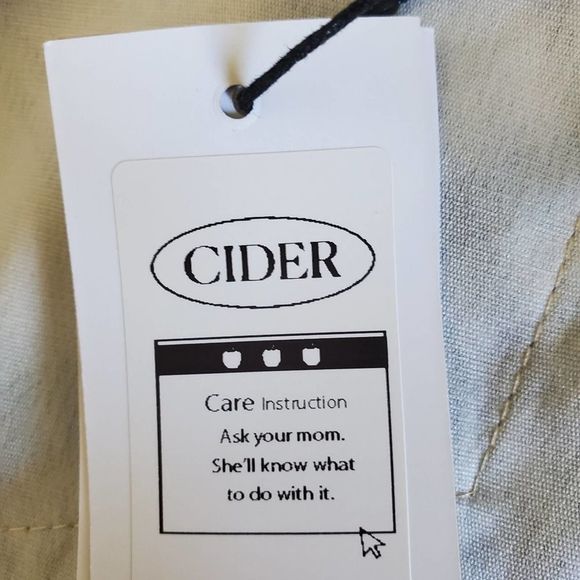 CIDER
Care Instruction
Ask your mom.
She'll know what
to do with it.